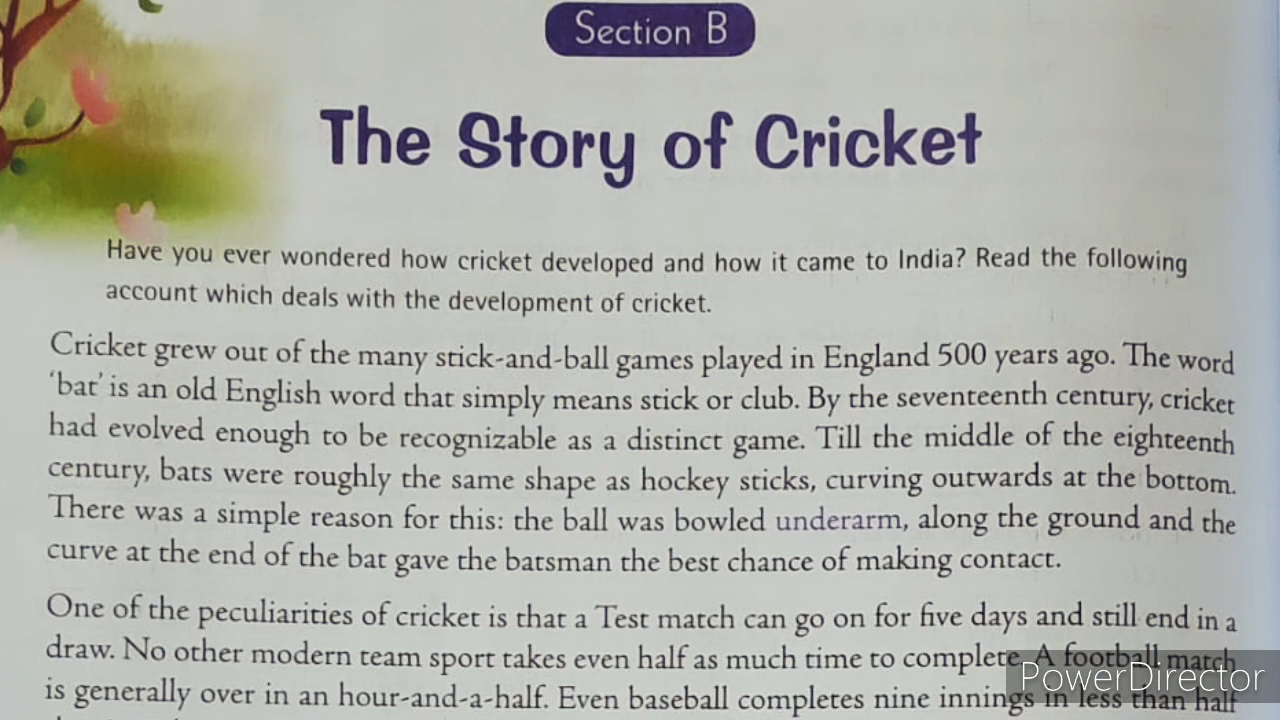 Section B
The Story of Cricket
Have you ever wondered how cricket developed and how it came to India? Read the following
account which deals with the development of cricket.
Cricket grew out of the many stick-and-ball games played in England 500 years ago. The word
‘bat’ is an old English word that simply means stick or club. By the seventeenth century, cricket
had evolved enough to be recognizable as a distinct game. Till the middle of the eighteenth
century, bats were roughly the same shape as hockey sticks, curving outwards at the bottom.
There was a simple reason for this: the ball was bowled underarm, along the ground and the
curve at the end of the bat gave the batsman the best chance of making contact.
One of the peculiarities of cricket is that a Test match can go on for five days and still end in a
draw. No other modern team sport takes even half as much time to complete. A football match
is generally over in an hour-and-a-half. Even baseball completes nine innings in less than half
PowerDirector